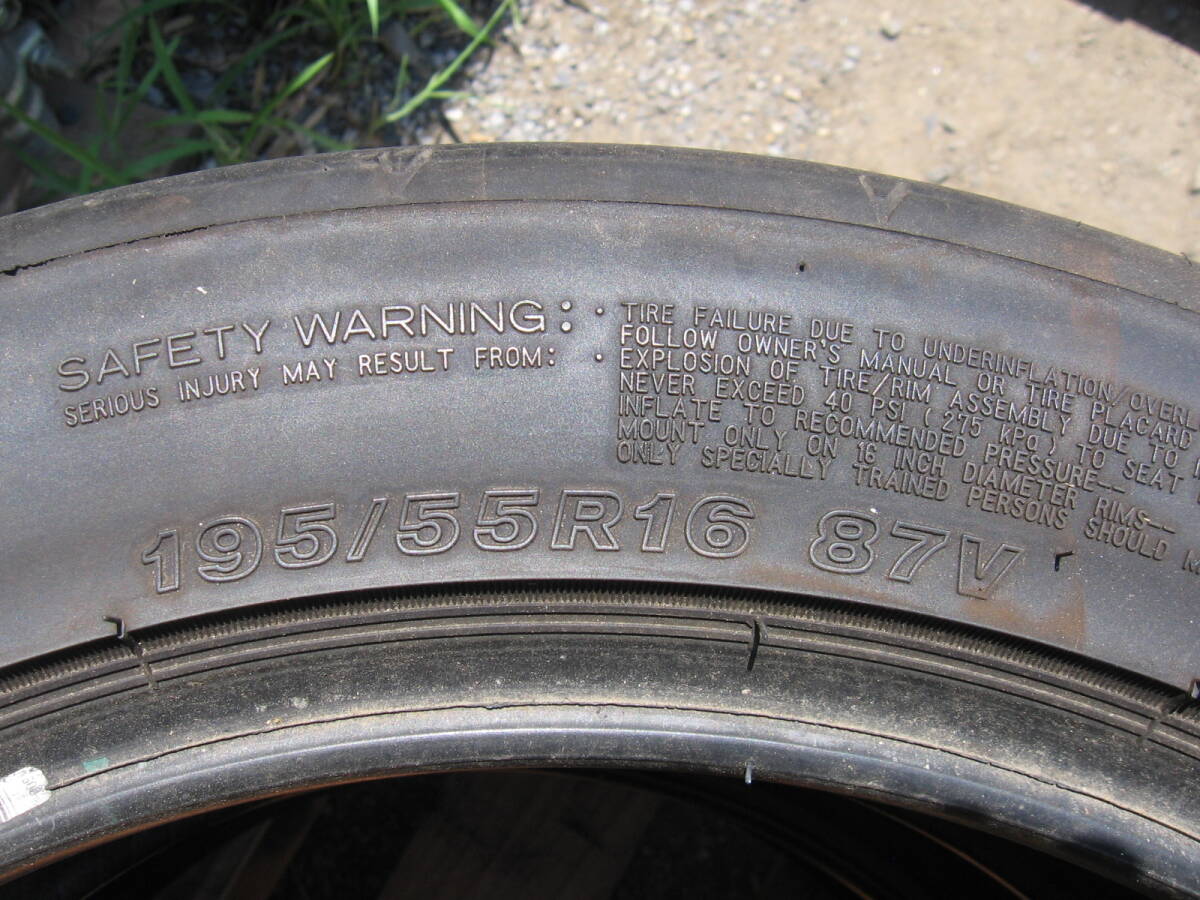 SAFETY WARNING:
SERIOUS INJURY MAY RESULT FROM:
· TIRE FAILURE DUE TO UNDERINFLATION/OVERL
FOLLOW OWNER'S MANUAL OR TIRE PLACARD
· EXPLOSION OF TIRE/RIM ASSEMBLY DUE TO
NEVER EXCEED 40 PSI (275 KPa) TO SEAT
INFLATE TO RECOMMENDED PRESSURE--
MOUNT ONLY ON 16 INCH DIAMETER RIMS--
ONLY SPECIALLY TRAINED PERSONS SHOULD M
195/55R16 87V